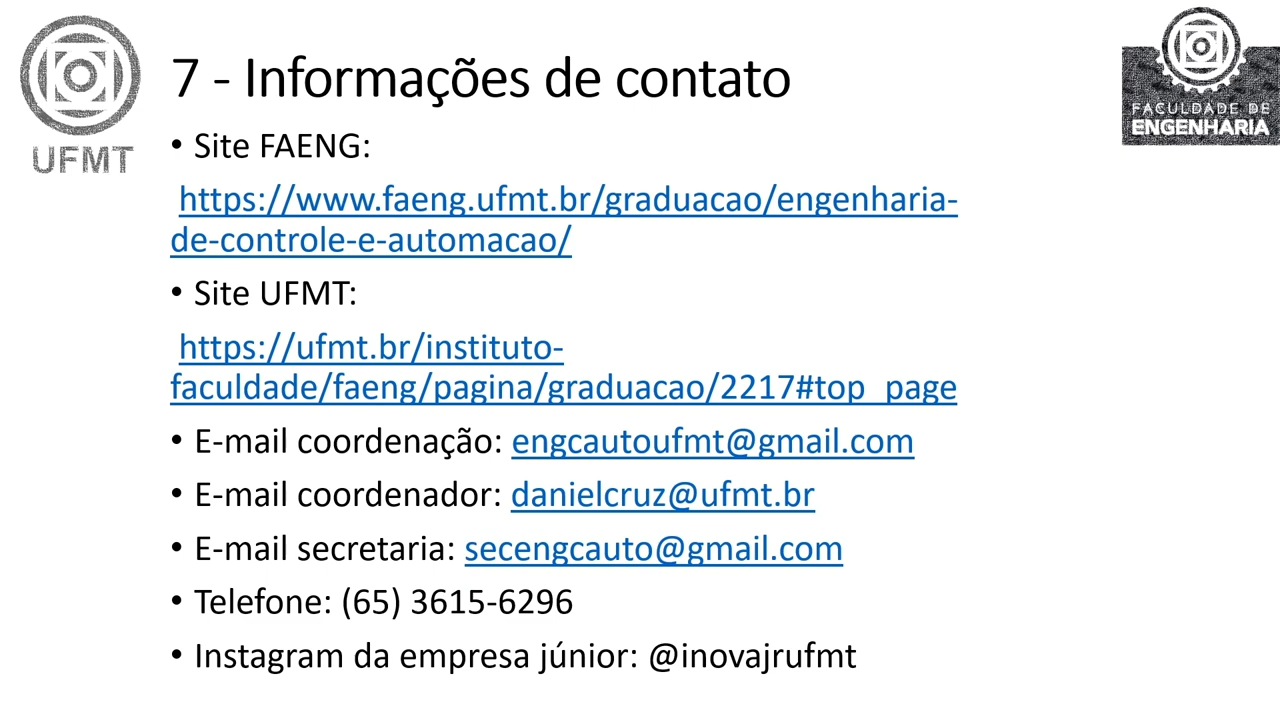 UFMT
7 - Informações de contato
FACULDADE DE
ENGENHARIA
• Site FAENG:
https://www.faeng.ufmt.br/graduacao/engenharia-
de-controle-e-automacao/
• Site UFMT:
https://ufmt.br/instituto-
faculdade/faeng/pagina/graduacao/2217#top_page
• E-mail coordenação: engcautoufmt@gmail.com
• E-mail coordenador: danielcruz@ufmt.br
• E-mail secretaria: secengcauto@gmail.com
• Telefone: (65) 3615-6296
• Instagram da empresa júnior: @inovajrufmt